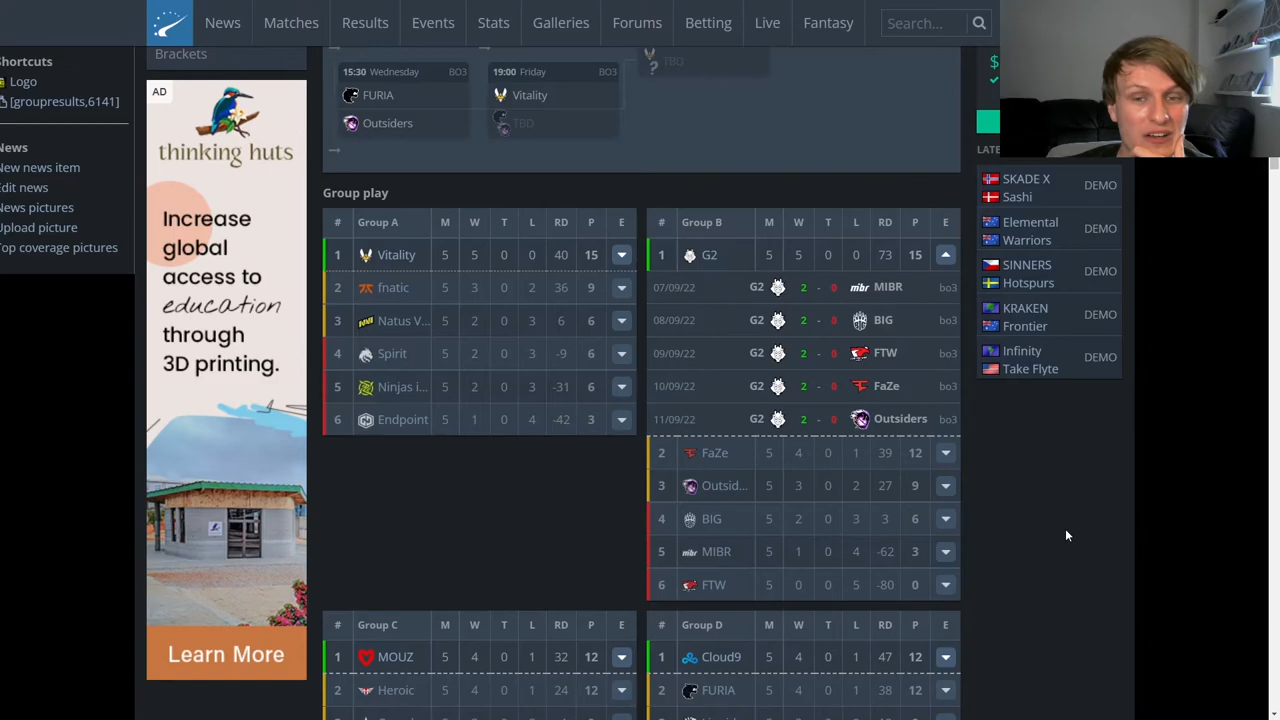 News Matches Results Events Stats Galleries Forums Betting Live Fantasy Search...
Shortcuts
Logo
[groupresults,6141]
News
New news item
Edit news
News pictures
Upload picture
Top coverage pictures
Brackets
AD
thinking huts
Increase
global
access to
education
through
3D printing.
Learn More
15:30 Wednesday BO3
FURIA
Outsiders
19:00 Friday BO3
Vitality
TBD
TBD
Group play
# Group A M W T L RD P E
1 Vitality 5 5 0 0 40 15
2 fnatic 5 3 0 2 36 9
3 Natus V... 5 2 0 3 6 6
4 Spirit 5 2 0 3 -9 6
5 Ninjas i... 5 2 0 3 -31 6
6 Endpoint 5 1 0 4 -42 3
# Group B M W T L RD P E
1 G2 5 5 0 0 73 15
07/09/22 G2 2 - 0 mibr MIBR bo3
08/09/22 G2 2 - 0 BIG bo3
09/09/22 G2 2 - 0 FTW bo3
10/09/22 G2 2 - 0 FaZe bo3
11/09/22 G2 2 - 0 Outsiders bo3
2 FaZe 5 4 0 1 39 12
3 Outsid... 5 3 0 2 27 9
4 BIG 5 2 0 3 3 6
5 mibr MIBR 5 1 0 4 -62 3
6 FTW 5 0 0 5 -80 0
# Group C M W T L RD P E
1 MOUZ 5 4 0 1 32 12
2 Heroic 5 4 0 1 24 12
# Group D M W T L RD P E
1 Cloud9 5 4 0 1 47 12
2 FURIA 5 4 0 1 38 12
$
SKADE X
Sashi DEMO
Elemental
Warriors DEMO
SINNERS
Hotspurs DEMO
KRAKEN
Frontier DEMO
Infinity
Take Flyte DEMO